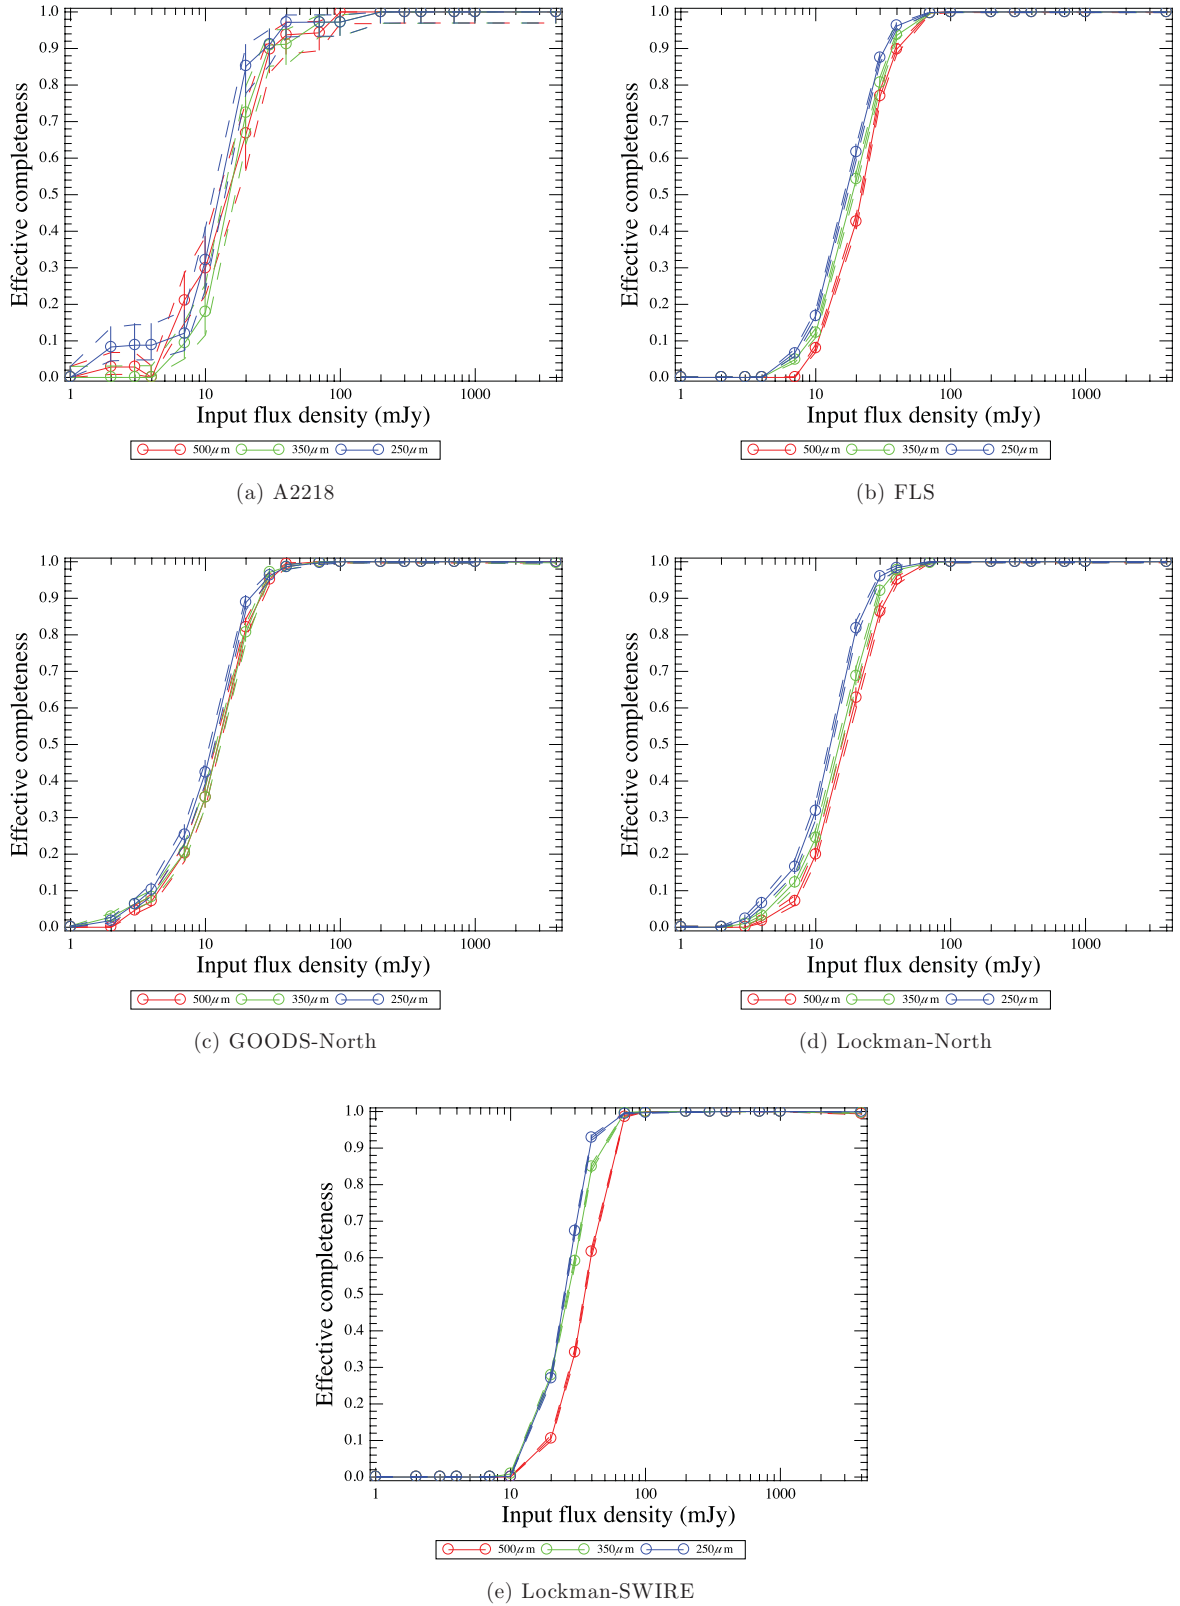 1.0
0.9
0.8
0.7
0.6
0.5
0.4
0.3
0.2
0.1
0.0
Effective completeness
1 10 100 1000
Input flux density (mJy)
500μm 350μm 250μm
(a) A2218
1.0
0.9
0.8
0.7
0.6
0.5
0.4
0.3
0.2
0.1
0.0
Effective completeness
1 10 100 1000
Input flux density (mJy)
500μm 350μm 250μm
(b) FLS
1.0
0.9
0.8
0.7
0.6
0.5
0.4
0.3
0.2
0.1
0.0
Effective completeness
1 10 100 1000
Input flux density (mJy)
500μm 350μm 250μm
(c) GOODS-North
1.0
0.9
0.8
0.7
0.6
0.5
0.4
0.3
0.2
0.1
0.0
Effective completeness
1 10 100 1000
Input flux density (mJy)
500μm 350μm 250μm
(d) Lockman-North
1.0
0.9
0.8
0.7
0.6
0.5
0.4
0.3
0.2
0.1
0.0
Effective completeness
1 10 100 1000
Input flux density (mJy)
500μm 350μm 250μm
(e) Lockman-SWIRE